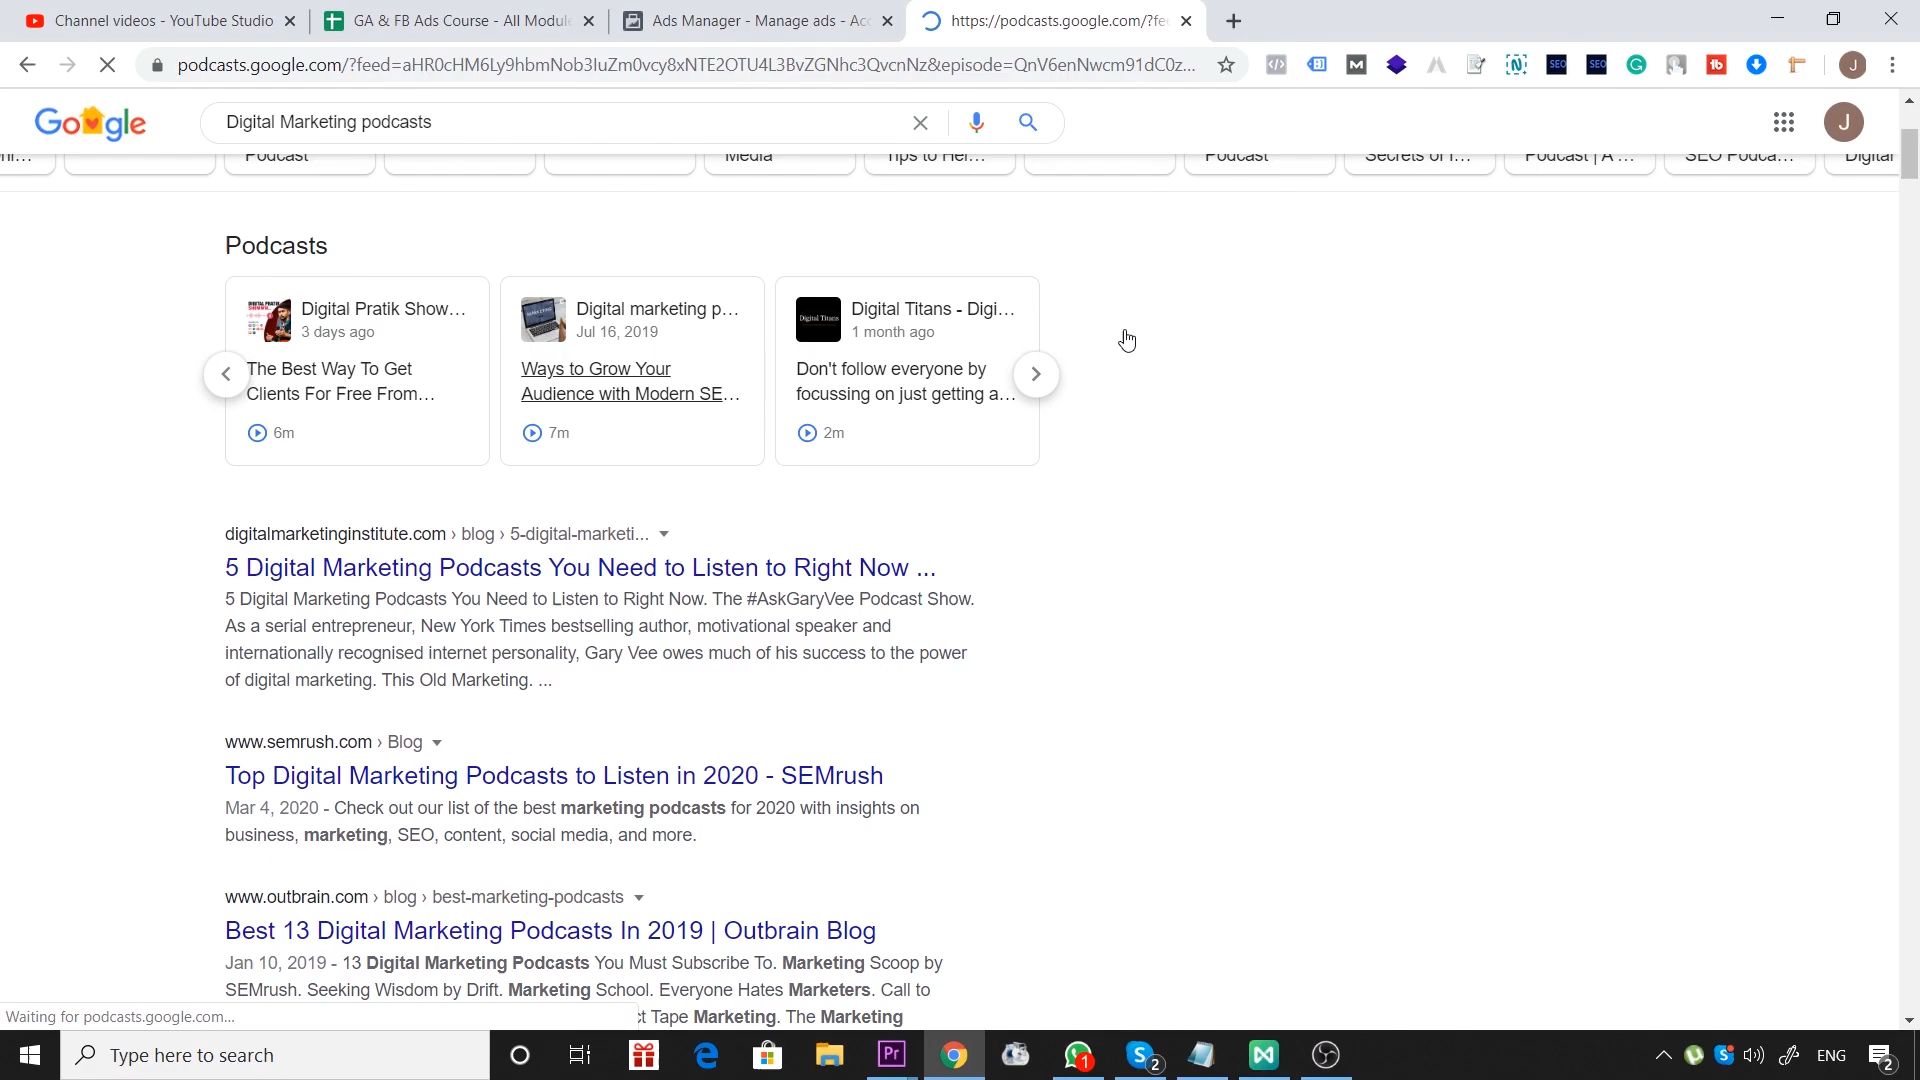 Channel videos - YouTube Studio
GA & FB Ads Course - All Modul
Ads Manager - Manage ads - Acc
https://podcasts.google.com/?fe
podcasts.google.com/?feed=aHR0cHM6Ly9hbmNob3IuZm0vcy8xNTE2OTU4L3BvZGNhc3QvcnNz&episode=QnV6enNwcm91dC0z...
Google
Digital Marketing podcasts
J
J
Podcast
Media
Tips to Hel...
Podcast
Secrets of I...
Podcast | A ...
SEO Podca...
Digital
Podcasts
Digital Pratik Show...
3 days ago
The Best Way To Get
Clients For Free From...
6m
Digital marketing p...
Jul 16, 2019
Ways to Grow Your
Audience with Modern SE...
7m
Digital Titans
Digital Titans - Digi...
1 month ago
Don't follow everyone by
focussing on just getting a...
2m
digitalmarketinginstitute.com › blog › 5-digital-marketi...
5 Digital Marketing Podcasts You Need to Listen to Right Now ...
5 Digital Marketing Podcasts You Need to Listen to Right Now. The #AskGaryVee Podcast Show.
As a serial entrepreneur, New York Times bestselling author, motivational speaker and
internationally recognised internet personality, Gary Vee owes much of his success to the power
of digital marketing. This Old Marketing. ...
www.semrush.com › Blog
Top Digital Marketing Podcasts to Listen in 2020 - SEMrush
Mar 4, 2020 - Check out our list of the best marketing podcasts for 2020 with insights on
business, marketing, SEO, content, social media, and more.
www.outbrain.com › blog › best-marketing-podcasts
Best 13 Digital Marketing Podcasts In 2019 | Outbrain Blog
Jan 10, 2019 - 13 Digital Marketing Podcasts You Must Subscribe To. Marketing Scoop by
SEMrush. Seeking Wisdom by Drift. Marketing School. Everyone Hates Marketers. Call to
ct Tape Marketing. The Marketing
Waiting for podcasts.google.com...
Type here to search
Pr
1
2
ENG
2